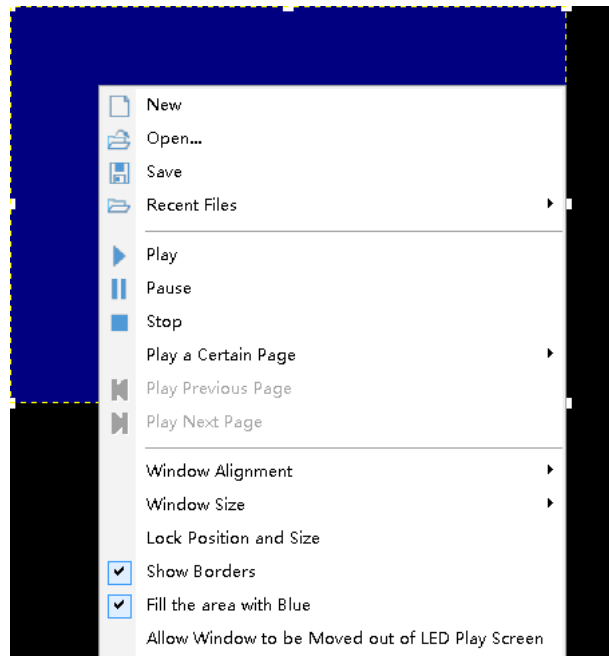 New
Open...
Save
Recent Files
Play
Pause
Stop
Play a Certain Page
Play Previous Page
Play Next Page
Window Alignment
Window Size
Lock Position and Size
Show Borders
Fill the area with Blue
Allow Window to be Moved out of LED Play Screen